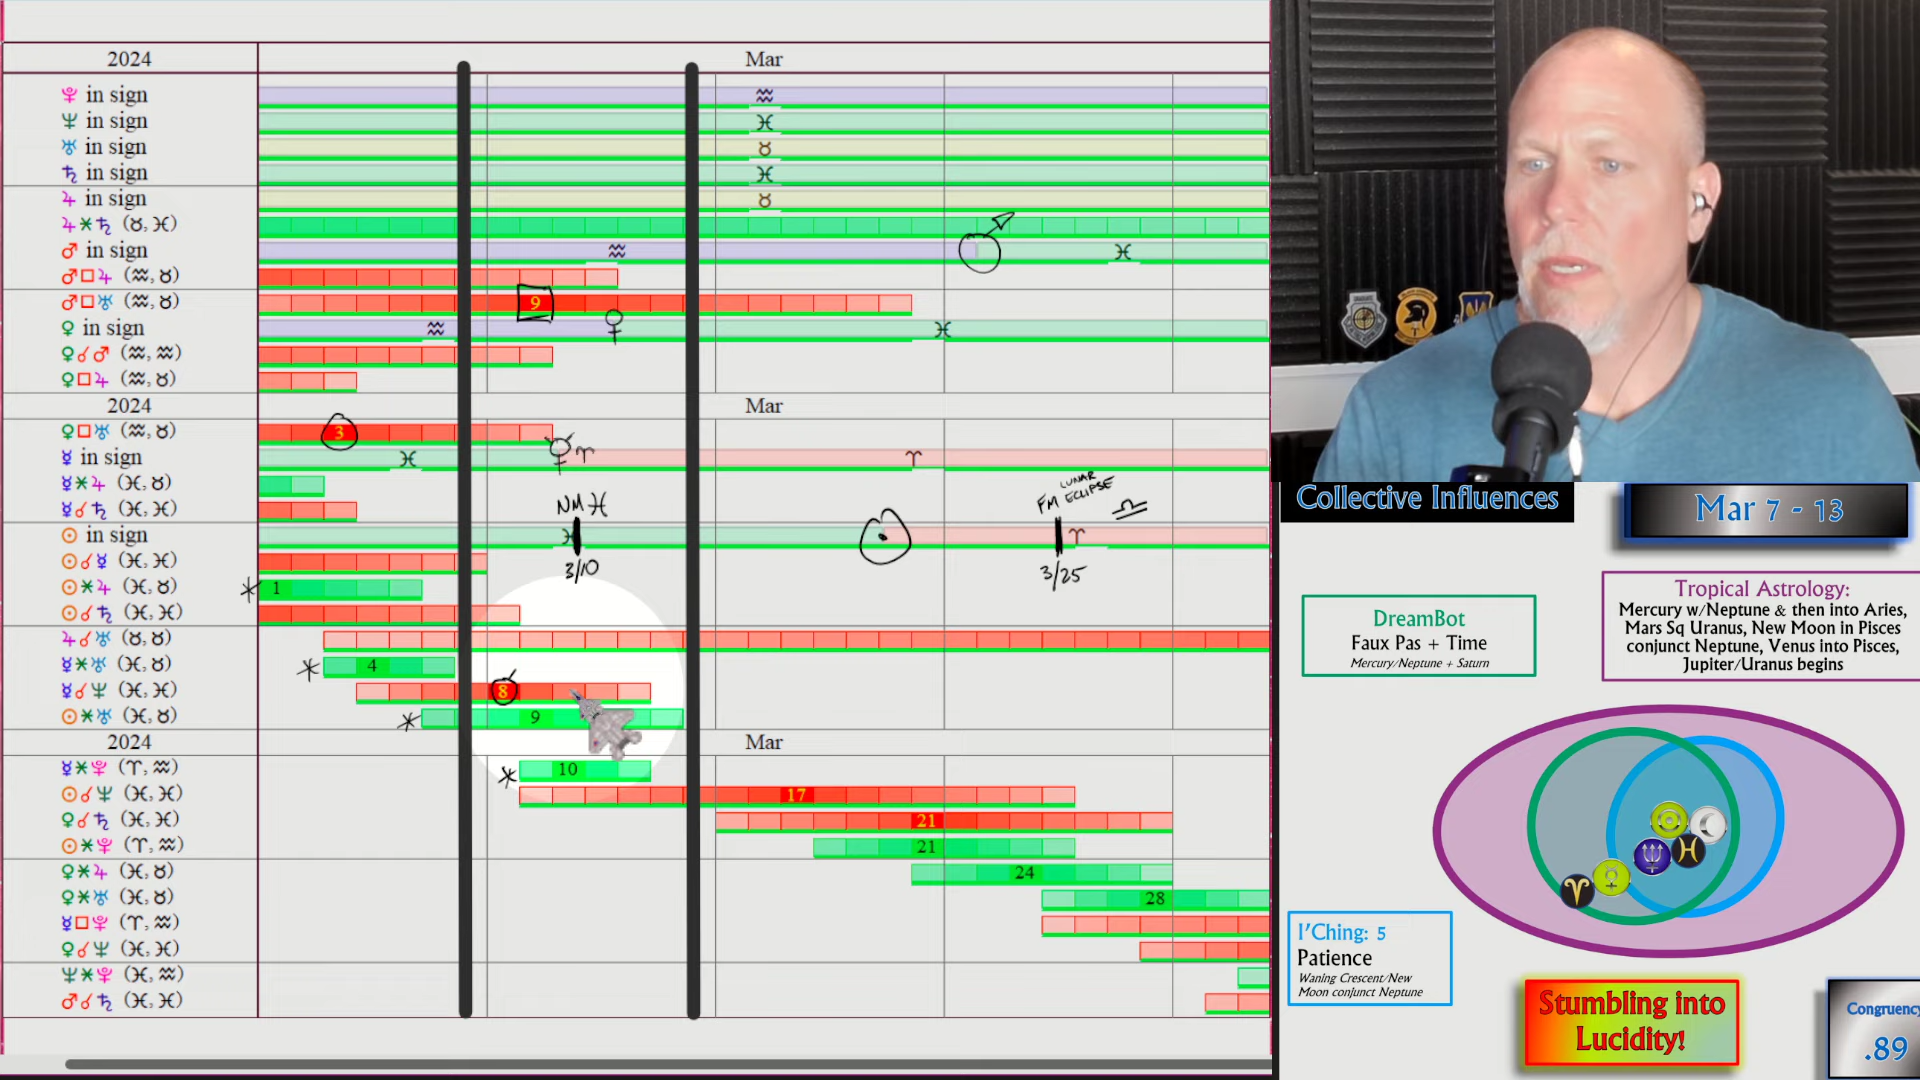 2024 Mar
♇ in sign ♒
♆ in sign ♓
♅ in sign ♉
♄ in sign ♓
♃ in sign ♉
♃⚹♄ (♉, ♓)
♂ in sign ♒ ♂ ♓
♂□♃ (♒, ♉)
♂□♅ (♒, ♉) 9
♀ in sign ♒ ♀ ♓
♀☌♂ (♒, ♒)
♀□♃ (♒, ♉)
2024 Mar
♀□♅ (♒, ♉) 3
☿ in sign ♓ ☿ ♈ ♈
☿⚹♃ (♓, ♉)
☿☌♄ (♓, ♓)
NM ♓
FM LUNAR ECLIPSE ♎
☉ in sign ♓ ☉ ♈
3/10 3/25
☉☌☿ (♓, ♓)
☉⚹♃ (♓, ♉) * 1
☉☌♄ (♓, ♓)
♃☌♅ (♉, ♉)
☿⚹♅ (♓, ♉) * 4
☿☌♆ (♓, ♓) 8
☉⚹♅ (♓, ♉) * 9
2024 Mar
☿⚹♇ (♈, ♒) * 10
☉☌♆ (♓, ♓) 17
♀☌♄ (♓, ♓) 21
☉⚹♇ (♈, ♒) 21
♀⚹♃ (♓, ♉) 24
♀⚹♅ (♓, ♉) 28
☿□♇ (♈, ♒)
♀☌♆ (♓, ♓)
♆⚹♇ (♓, ♒)
♂☌♄ (♓, ♓)
Collective Influences
Mar 7 - 13
DreamBot
Faux Pas + Time
Mercury/Neptune + Saturn
Tropical Astrology:
Mercury w/Neptune & then into Aries,
Mars Sq Uranus, New Moon in Pisces
conjunct Neptune, Venus into Pisces,
Jupiter/Uranus begins
I'Ching: 5
Patience
Waning Crescent/New
Moon conjunct Neptune
Stumbling into
Lucidity!
Congruency
.89